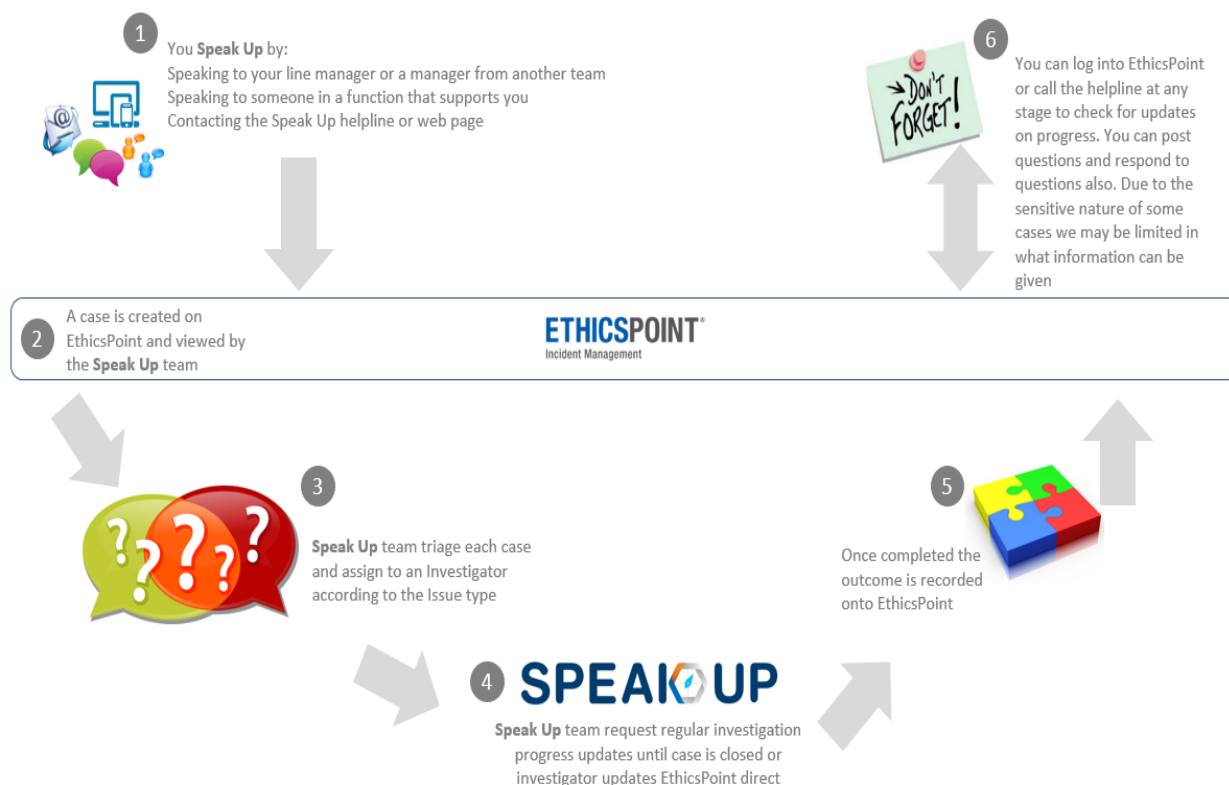 1
You Speak Up by:
Speaking to your line manager or a manager from another team
Speaking to someone in a function that supports you
Contacting the Speak Up helpline or web page
@
2
A case is created on
EthicsPoint and viewed by
the Speak Up team
ETHICSPOINT®
Incident Management
3
? ? ? ? ?
Speak Up team triage each case
and assign to an Investigator
according to the Issue type
4
SPEAK UP
Speak Up team request regular investigation
progress updates until case is closed or
investigator updates EthicsPoint direct
5
Once completed the
outcome is recorded
onto EthicsPoint
6
DON'T
FORGET!
You can log into EthicsPoint
or call the helpline at any
stage to check for updates
on progress. You can post
questions and respond to
questions also. Due to the
sensitive nature of some
cases we may be limited in
what information can be
given